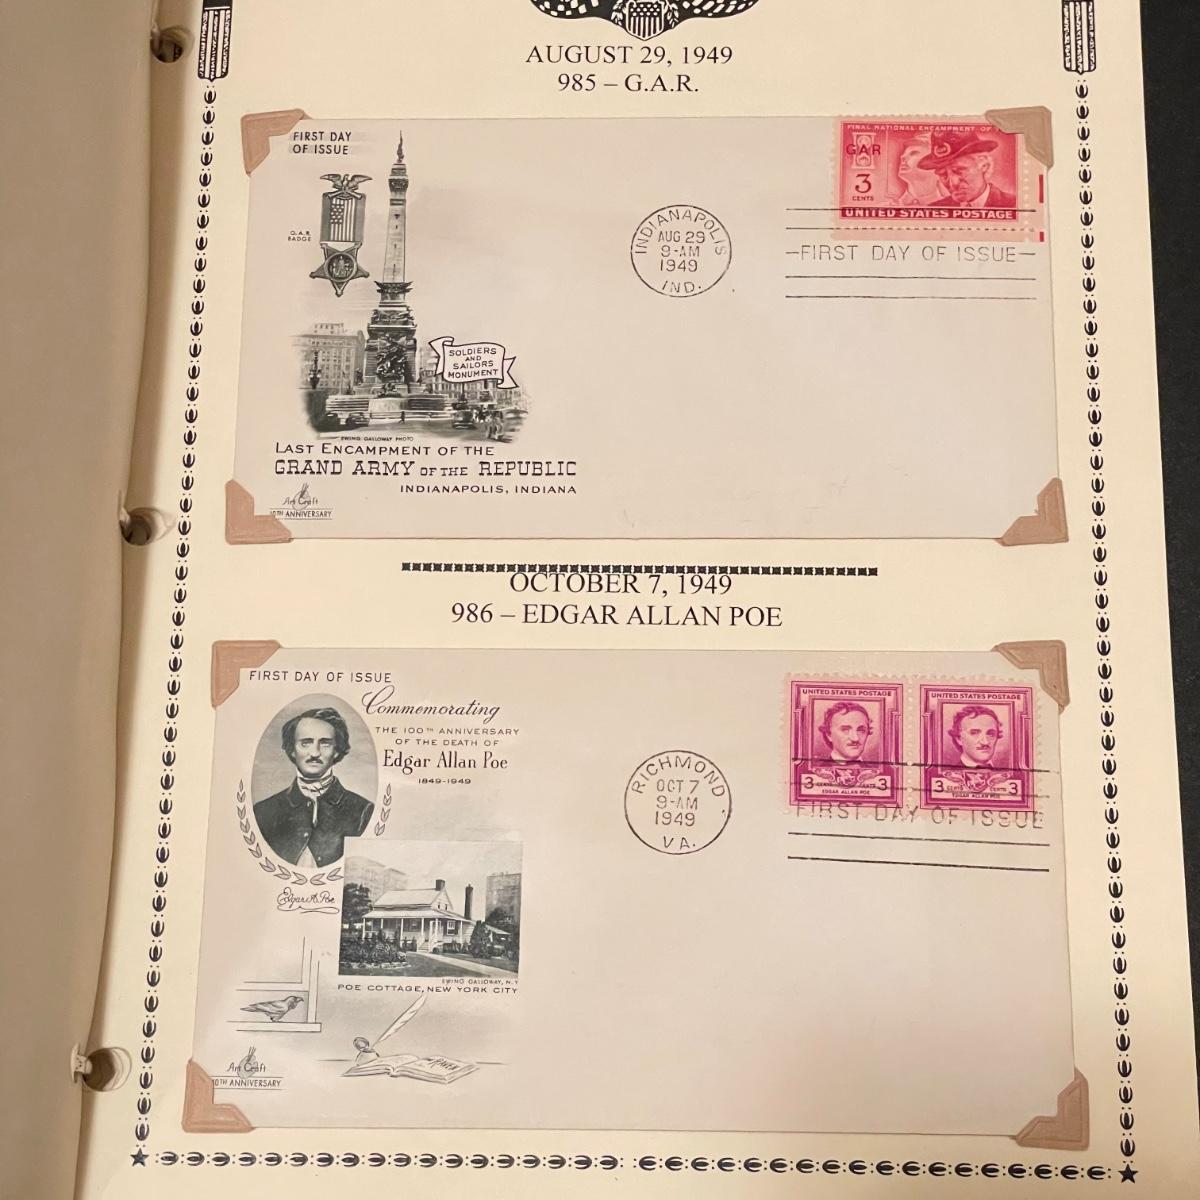 AUGUST 29, 1949
985 – G.A.R.
FIRST DAY
OF ISSUE
G.A.R.
BADGE
SOLDIERS
AND
SAILORS
MONUMENT
EWING GALLOWAY PHOTO
LAST ENCAMPMENT OF THE
GRAND ARMY OF THE REPUBLIC
INDIANAPOLIS, INDIANA
Art Craft
10TH ANNIVERSARY
INDIANAPOLIS
AUG 29
9-AM
1949
IND.
FINAL NATIONAL ENCAMPMENT OF
GAR
3
CENTS
UNITED STATES POSTAGE
FIRST DAY OF ISSUE
OCTOBER 7, 1949
986 – EDGAR ALLAN POE
FIRST DAY OF ISSUE
Commemorating
THE 100TH ANNIVERSARY
OF THE DEATH OF
Edgar Allan Poe
1849-1949
Edgar A. Poe
EWING GALLOWAY, N.Y.
POE COTTAGE, NEW YORK CITY
RAVEN
Art Craft
10TH ANNIVERSARY
RICHMOND
OCT 7
9-AM
1949
VA.
UNITED STATES POSTAGE
3 CENTS CENTS 3
EDGAR ALLAN POE
UNITED STATES POSTAGE
3 CENTS CENTS 3
EDGAR ALLAN POE
FIRST DAY OF ISSUE